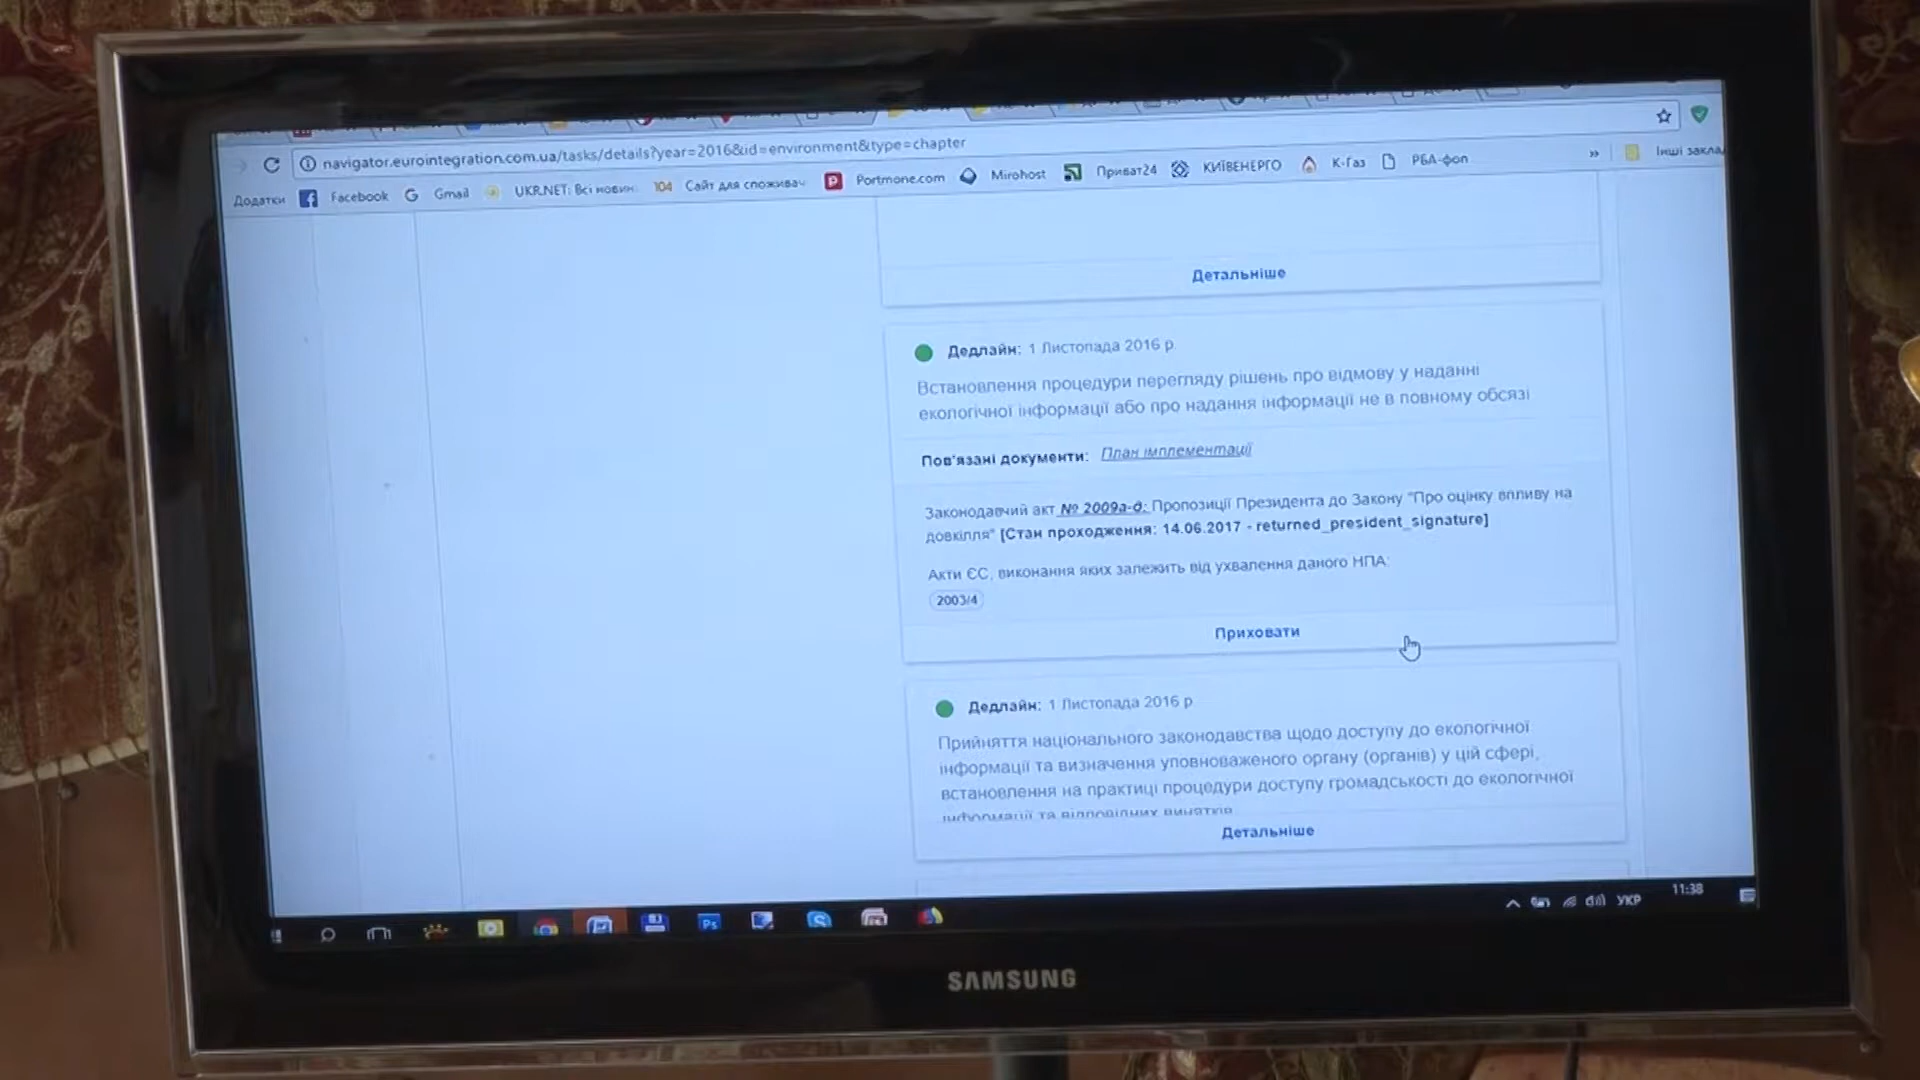 navigator.eurointegration.com.ua/tasks/details?year=2016&id=environment&type=chapter
Додатки Facebook Gmail UKR.NET: Всі новин 104 Сайт для споживач Portmone.com Mirohost Приват24 КИЇВЕНЕРГО К-Газ РБА-фон » Інші закла
Детальніше
Дедлайн: 1 Листопада 2016 р
Встановлення процедури перегляду рішень про відмову у наданні
екологічної інформації або про надання інформації не в повному обсязі
Пов'язані документи: План імплементації
Законодавчий акт № 2009а-д: Пропозиції Президента до Закону "Про оцінку впливу на
довкілля" [Стан проходження: 14.06.2017 - returned_president_signature]
Акти ЄС, виконання яких залежить від ухвалення даного НПА:
2003/4
Приховати
Дедлайн: 1 Листопада 2016 р
Прийняття національного законодавства щодо доступу до екологічної
інформації та визначення уповноваженого органу (органів) у цій сфері,
встановлення на практиці процедури доступу громадськості до екологічної
інформації та відповідних винятків
Детальніше
УКР 11:38
SAMSUNG